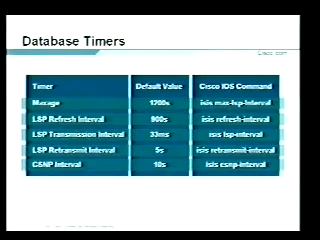 Database Timers
Cisco.com
Timer Default Value Cisco IOS Command
Maxage 1200s isis max-lsp-interval
LSP Refresh Interval 900s isis refresh-interval
LSP Transmission Interval 33ms isis lsp-interval
LSP Retransmit Interval 5s isis retransmit-interval
CSNP Interval 10s isis csnp-interval